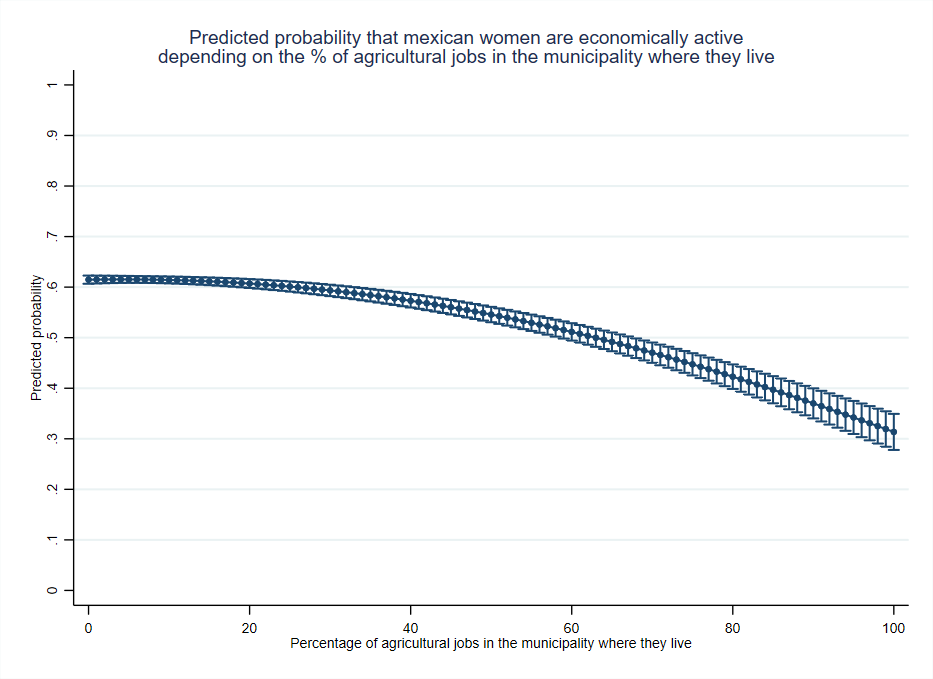 Predicted probability that mexican women are economically active
depending on the % of agricultural jobs in the municipality where they live
Predicted probability
1
.9
.8
.7
.6
.5
.4
.3
.2
.1
0
0 20 40 60 80 100
Percentage of agricultural jobs in the municipality where they live